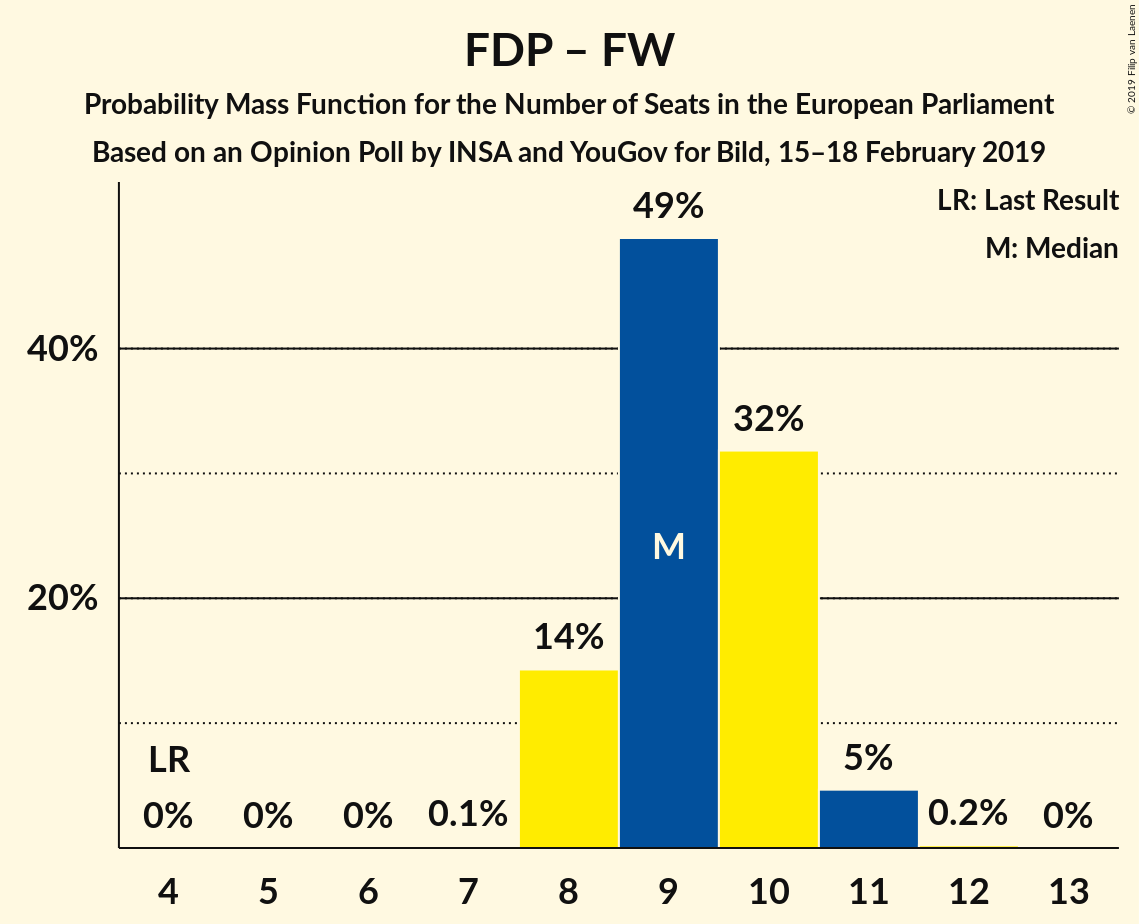 FDP – FW
Probability Mass Function for the Number of Seats in the European Parliament
Based on an Opinion Poll by INSA and YouGov for Bild, 15–18 February 2019
© 2019 Filip van Laenen
LR: Last Result
M: Median
49%
40%
32%
M
20%
14%
LR
5%
0% 0% 0% 0.1% 0.2% 0%
4 5 6 7 8 9 10 11 12 13